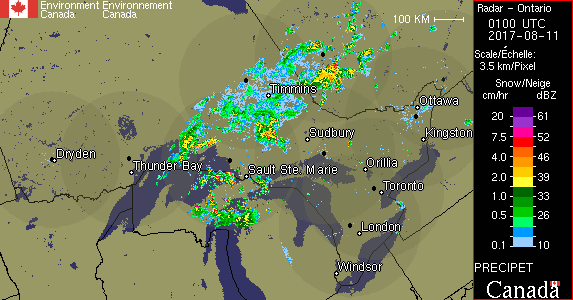 Environment Environnement
Canada Canada
100 KM
Radar - Ontario
0100 UTC
2017-08-11
Scale/Échelle:
3.5 km/Pixel
Snow/Neige
cm/hr dBZ
20 61
7.5 52
4.0 46
2.0 39
1.0 33
0.5 26
0.1 10
PRECIPET
Canada
Timmins
Ottawa
Sudbury
Kingston
Dryden
Thunder Bay
Sault Ste. Marie
Orillia
Toronto
London
Windsor